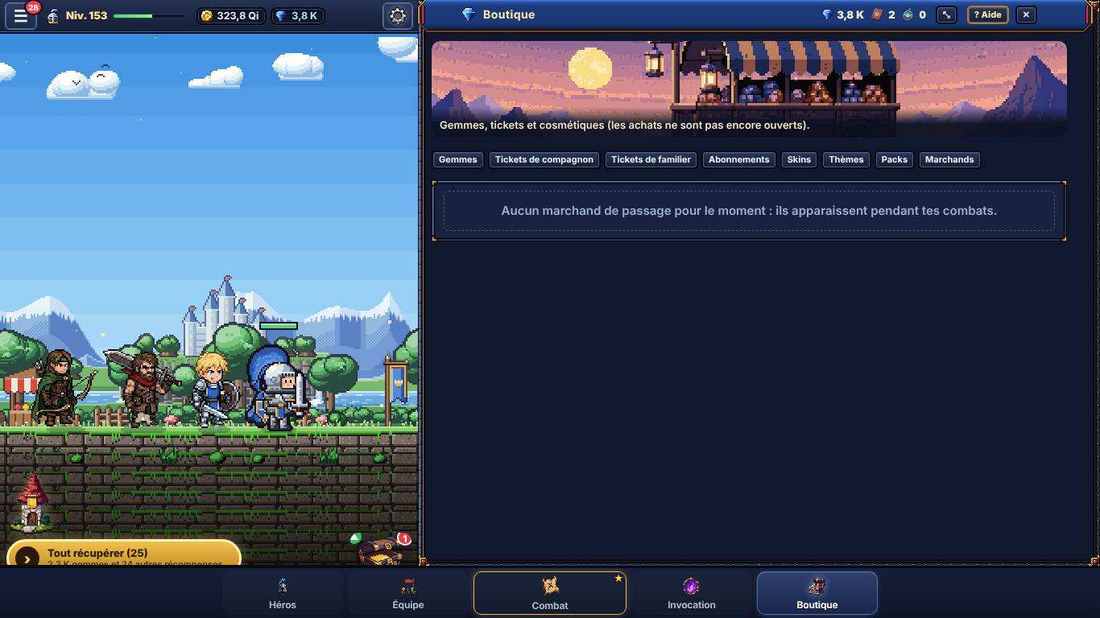 28
Niv. 153
323,8 Qi
3,8 K
Boutique
3,8 K
2
0
? Aide
Gemmes, tickets et cosmétiques (les achats ne sont pas encore ouverts).
Gemmes
Tickets de compagnon
Tickets de familier
Abonnements
Skins
Thèmes
Packs
Marchands
Aucun marchand de passage pour le moment : ils apparaissent pendant tes combats.
1
Tout récupérer (25)
Héros
Équipe
Combat
Invocation
Boutique